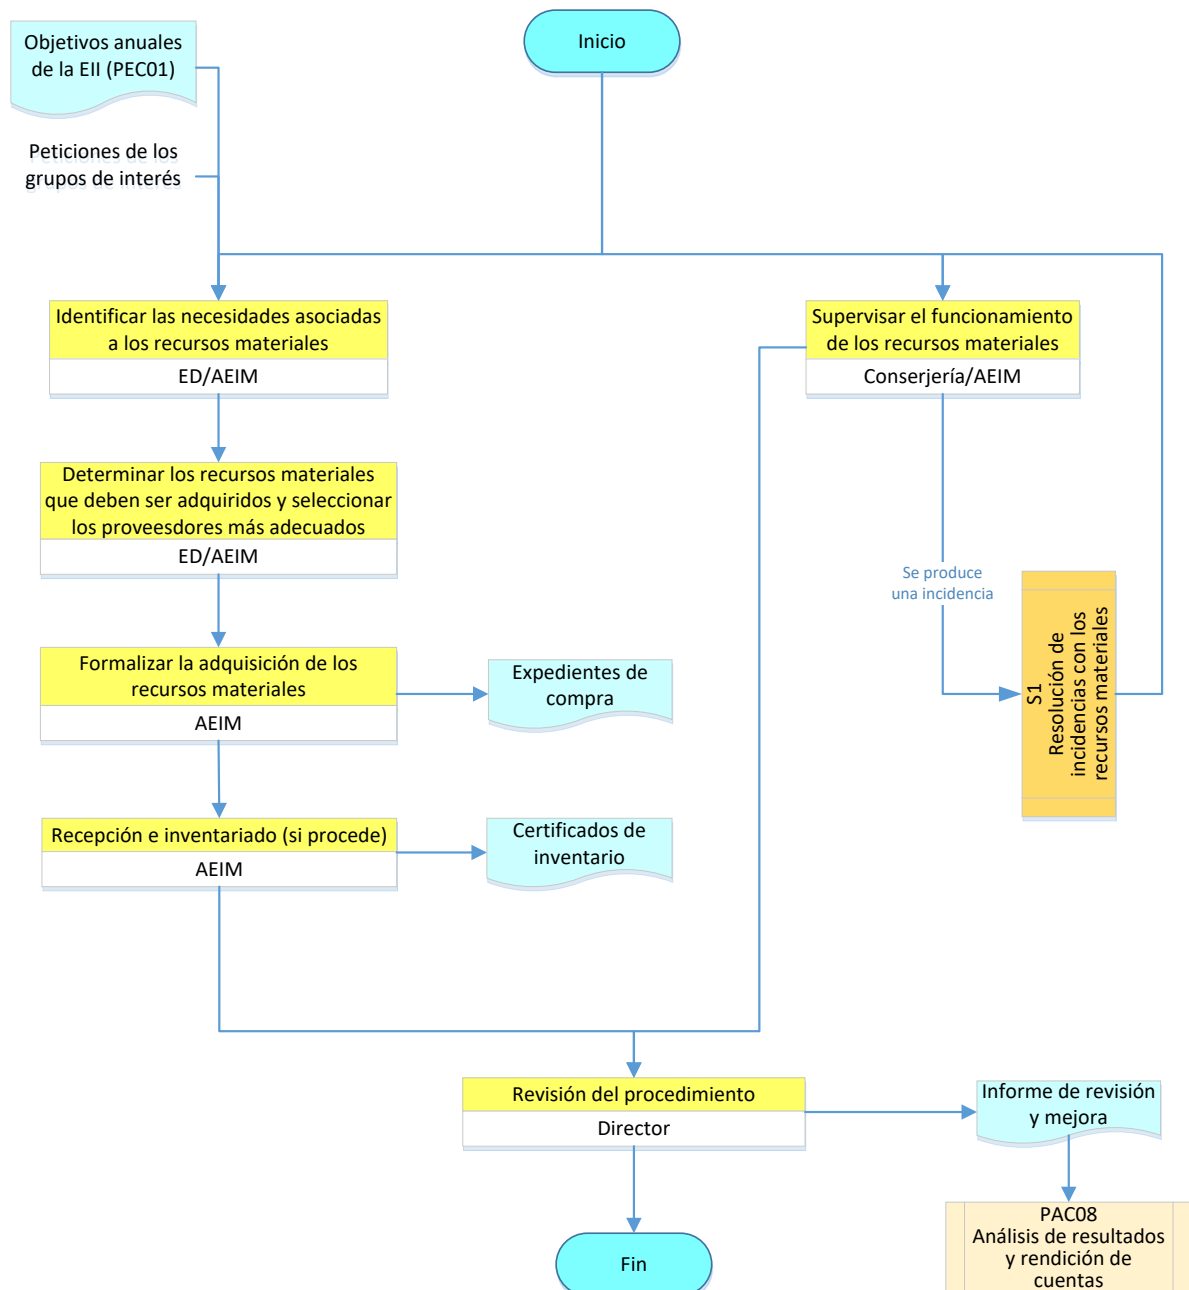 Objetivos anuales
de la EII (PEC01)
Inicio
Peticiones de los
grupos de interés
Identificar las necesidades asociadas
a los recursos materiales
ED/AEIM
Supervisar el funcionamiento
de los recursos materiales
Conserjería/AEIM
Determinar los recursos materiales
que deben ser adquiridos y seleccionar
los proveesdores más adecuados
ED/AEIM
Se produce
una incidencia
S1
Resolución de
incidencias con los
recursos materiales
Formalizar la adquisición de los
recursos materiales
AEIM
Expedientes de
compra
Recepción e inventariado (si procede)
AEIM
Certificados de
inventario
Revisión del procedimiento
Director
Informe de revisión
y mejora
Fin
PAC08
Análisis de resultados
y rendición de
cuentas